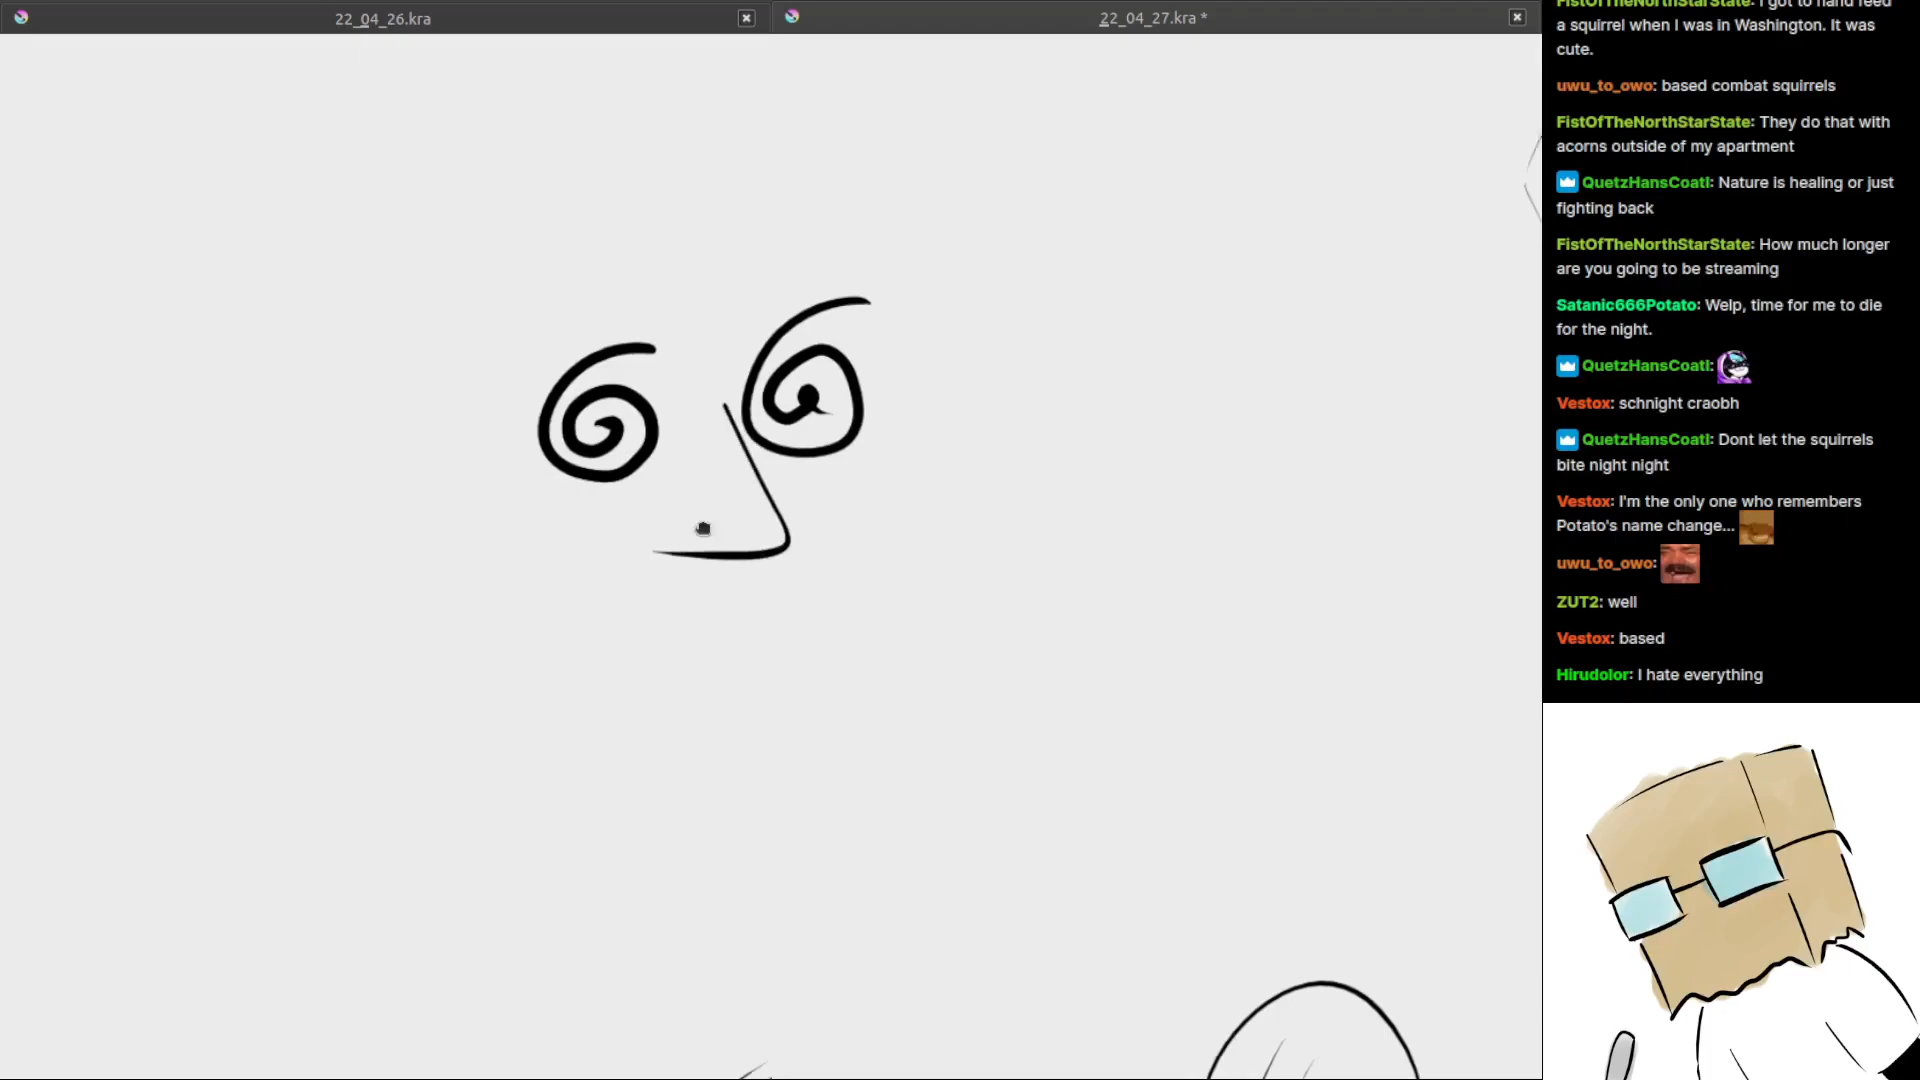 22_04_26.kra
22_04_27.kra *
a squirrel when I was in Washington. It was
cute.
uwu_to_owo: based combat squirrels
FistOfTheNorthStarState: They do that with
acorns outside of my apartment
QuetzHansCoatl: Nature is healing or just
fighting back
FistOfTheNorthStarState: How much longer
are you going to be streaming
Satanic666Potato: Welp, time for me to die
for the night.
QuetzHansCoatl:
Vestox: schnight craobh
QuetzHansCoatl: Dont let the squirrels
bite night night
Vestox: I'm the only one who remembers
Potato's name change...
uwu_to_owo:
ZUT2: well
Vestox: based
Hirudolor: I hate everything